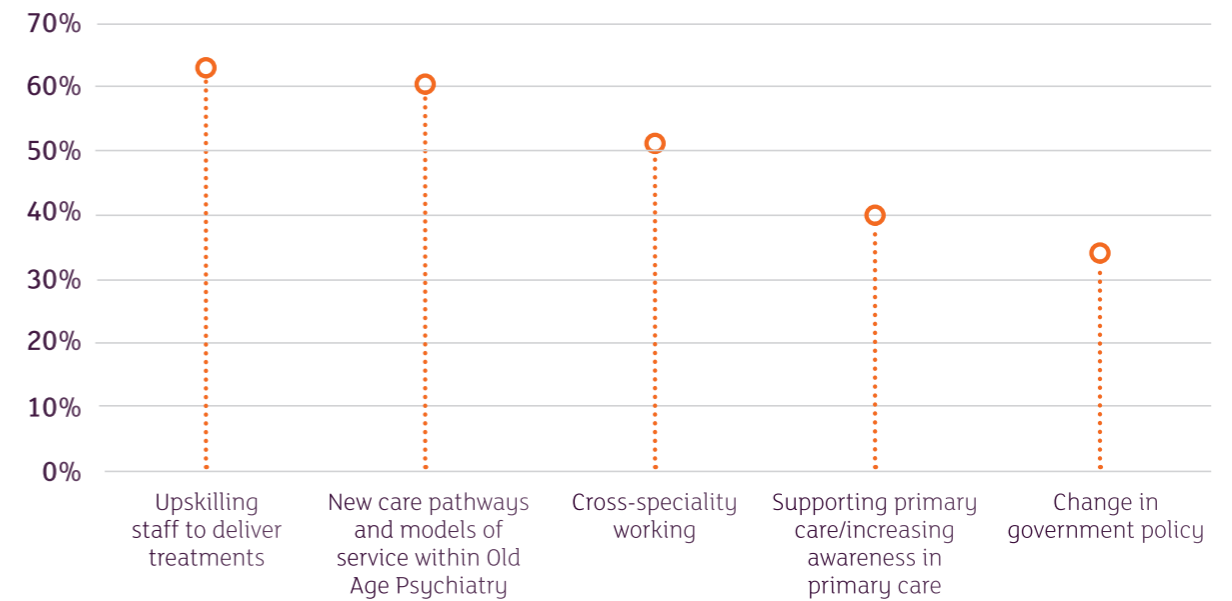 70%
60%
50%
40%
30%
20%
10%
0%
Upskilling
staff to deliver
treatments
New care pathways
and models of
service within Old
Age Psychiatry
Cross-speciality
working
Supporting primary
care/increasing
awareness in
primary care
Change in
government policy